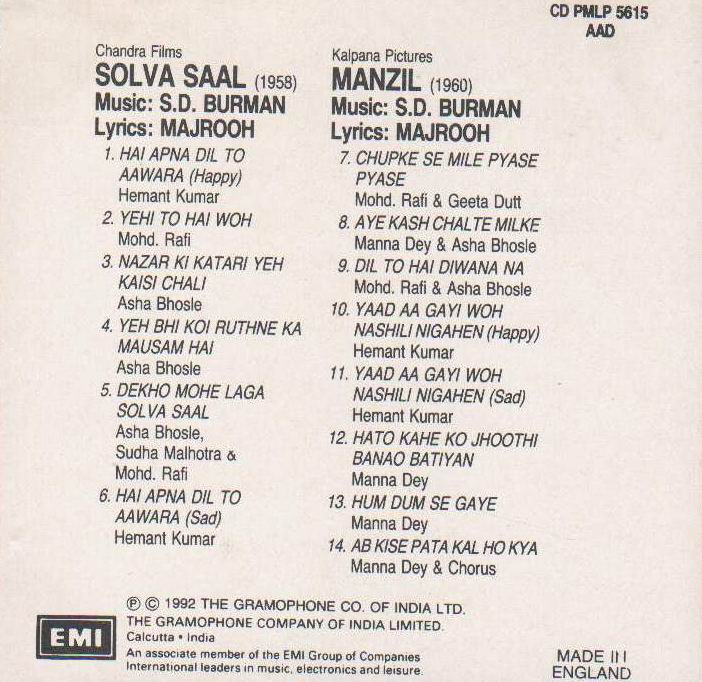 CD PMLP 5615
AAD
Chandra Films
SOLVA SAAL (1958)
Music: S.D. BURMAN
Lyrics: MAJROOH
1. HAI APNA DIL TO
AAWARA (Happy)
Hemant Kumar
2. YEHI TO HAI WOH
Mohd. Rafi
3. NAZAR KI KATARI YEH
KAISI CHALI
Asha Bhosle
4. YEH BHI KOI RUTHNE KA
MAUSAM HAI
Asha Bhosle
5. DEKHO MOHE LAGA
SOLVA SAAL
Asha Bhosle,
Sudha Malhotra &
Mohd. Rafi
6. HAI APNA DIL TO
AAWARA (Sad)
Hemant Kumar
Kalpana Pictures
MANZIL (1960)
Music: S.D. BURMAN
Lyrics: MAJROOH
7. CHUPKE SE MILE PYASE
PYASE
Mohd. Rafi & Geeta Dutt
8. AYE KASH CHALTE MILKE
Manna Dey & Asha Bhosle
9. DIL TO HAI DIWANA NA
Mohd. Rafi & Asha Bhosle
10. YAAD AA GAYI WOH
NASHILI NIGAHEN (Happy)
Hemant Kumar
11. YAAD AA GAYI WOH
NASHILI NIGAHEN (Sad)
Hemant Kumar
12. HATO KAHE KO JHOOTHI
BANAO BATIYAN
Manna Dey
13. HUM DUM SE GAYE
Manna Dey
14. AB KISE PATA KAL HO KYA
Manna Dey & Chorus
EMI
℗ © 1992 THE GRAMOPHONE CO. OF INDIA LTD.
THE GRAMOPHONE COMPANY OF INDIA LIMITED.
Calcutta • India
An associate member of the EMI Group of Companies
International leaders in music, electronics and leisure.
MADE IN
ENGLAND